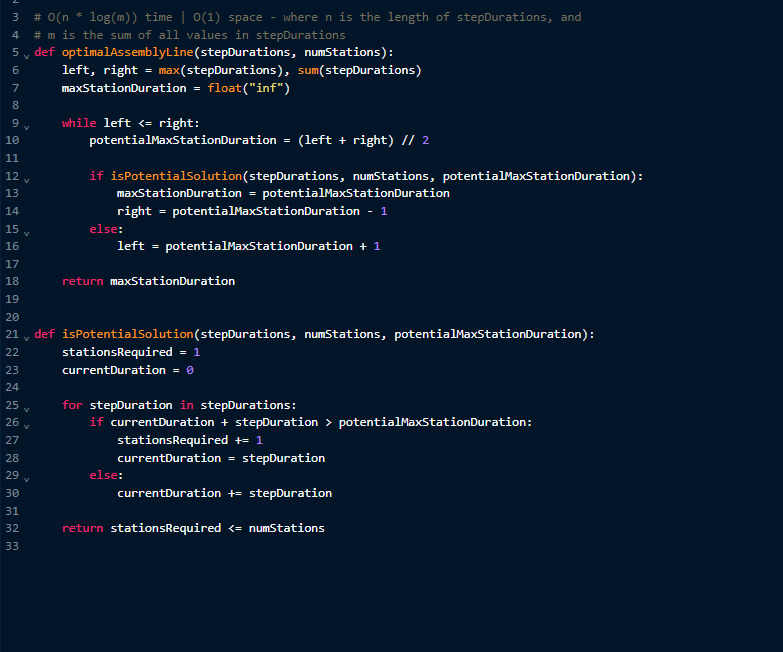 2
3 # O(n * log(m)) time | O(1) space - where n is the length of stepDurations, and
4 # m is the sum of all values in stepDurations
5 def optimalAssemblyLine(stepDurations, numStations):
6     left, right = max(stepDurations), sum(stepDurations)
7     maxStationDuration = float("inf")
8
9     while left <= right:
10         potentialMaxStationDuration = (left + right) // 2
11
12         if isPotentialSolution(stepDurations, numStations, potentialMaxStationDuration):
13             maxStationDuration = potentialMaxStationDuration
14             right = potentialMaxStationDuration - 1
15         else:
16             left = potentialMaxStationDuration + 1
17
18     return maxStationDuration
19
20
21 def isPotentialSolution(stepDurations, numStations, potentialMaxStationDuration):
22     stationsRequired = 1
23     currentDuration = 0
24
25     for stepDuration in stepDurations:
26         if currentDuration + stepDuration > potentialMaxStationDuration:
27             stationsRequired += 1
28             currentDuration = stepDuration
29         else:
30             currentDuration += stepDuration
31
32     return stationsRequired <= numStations
33